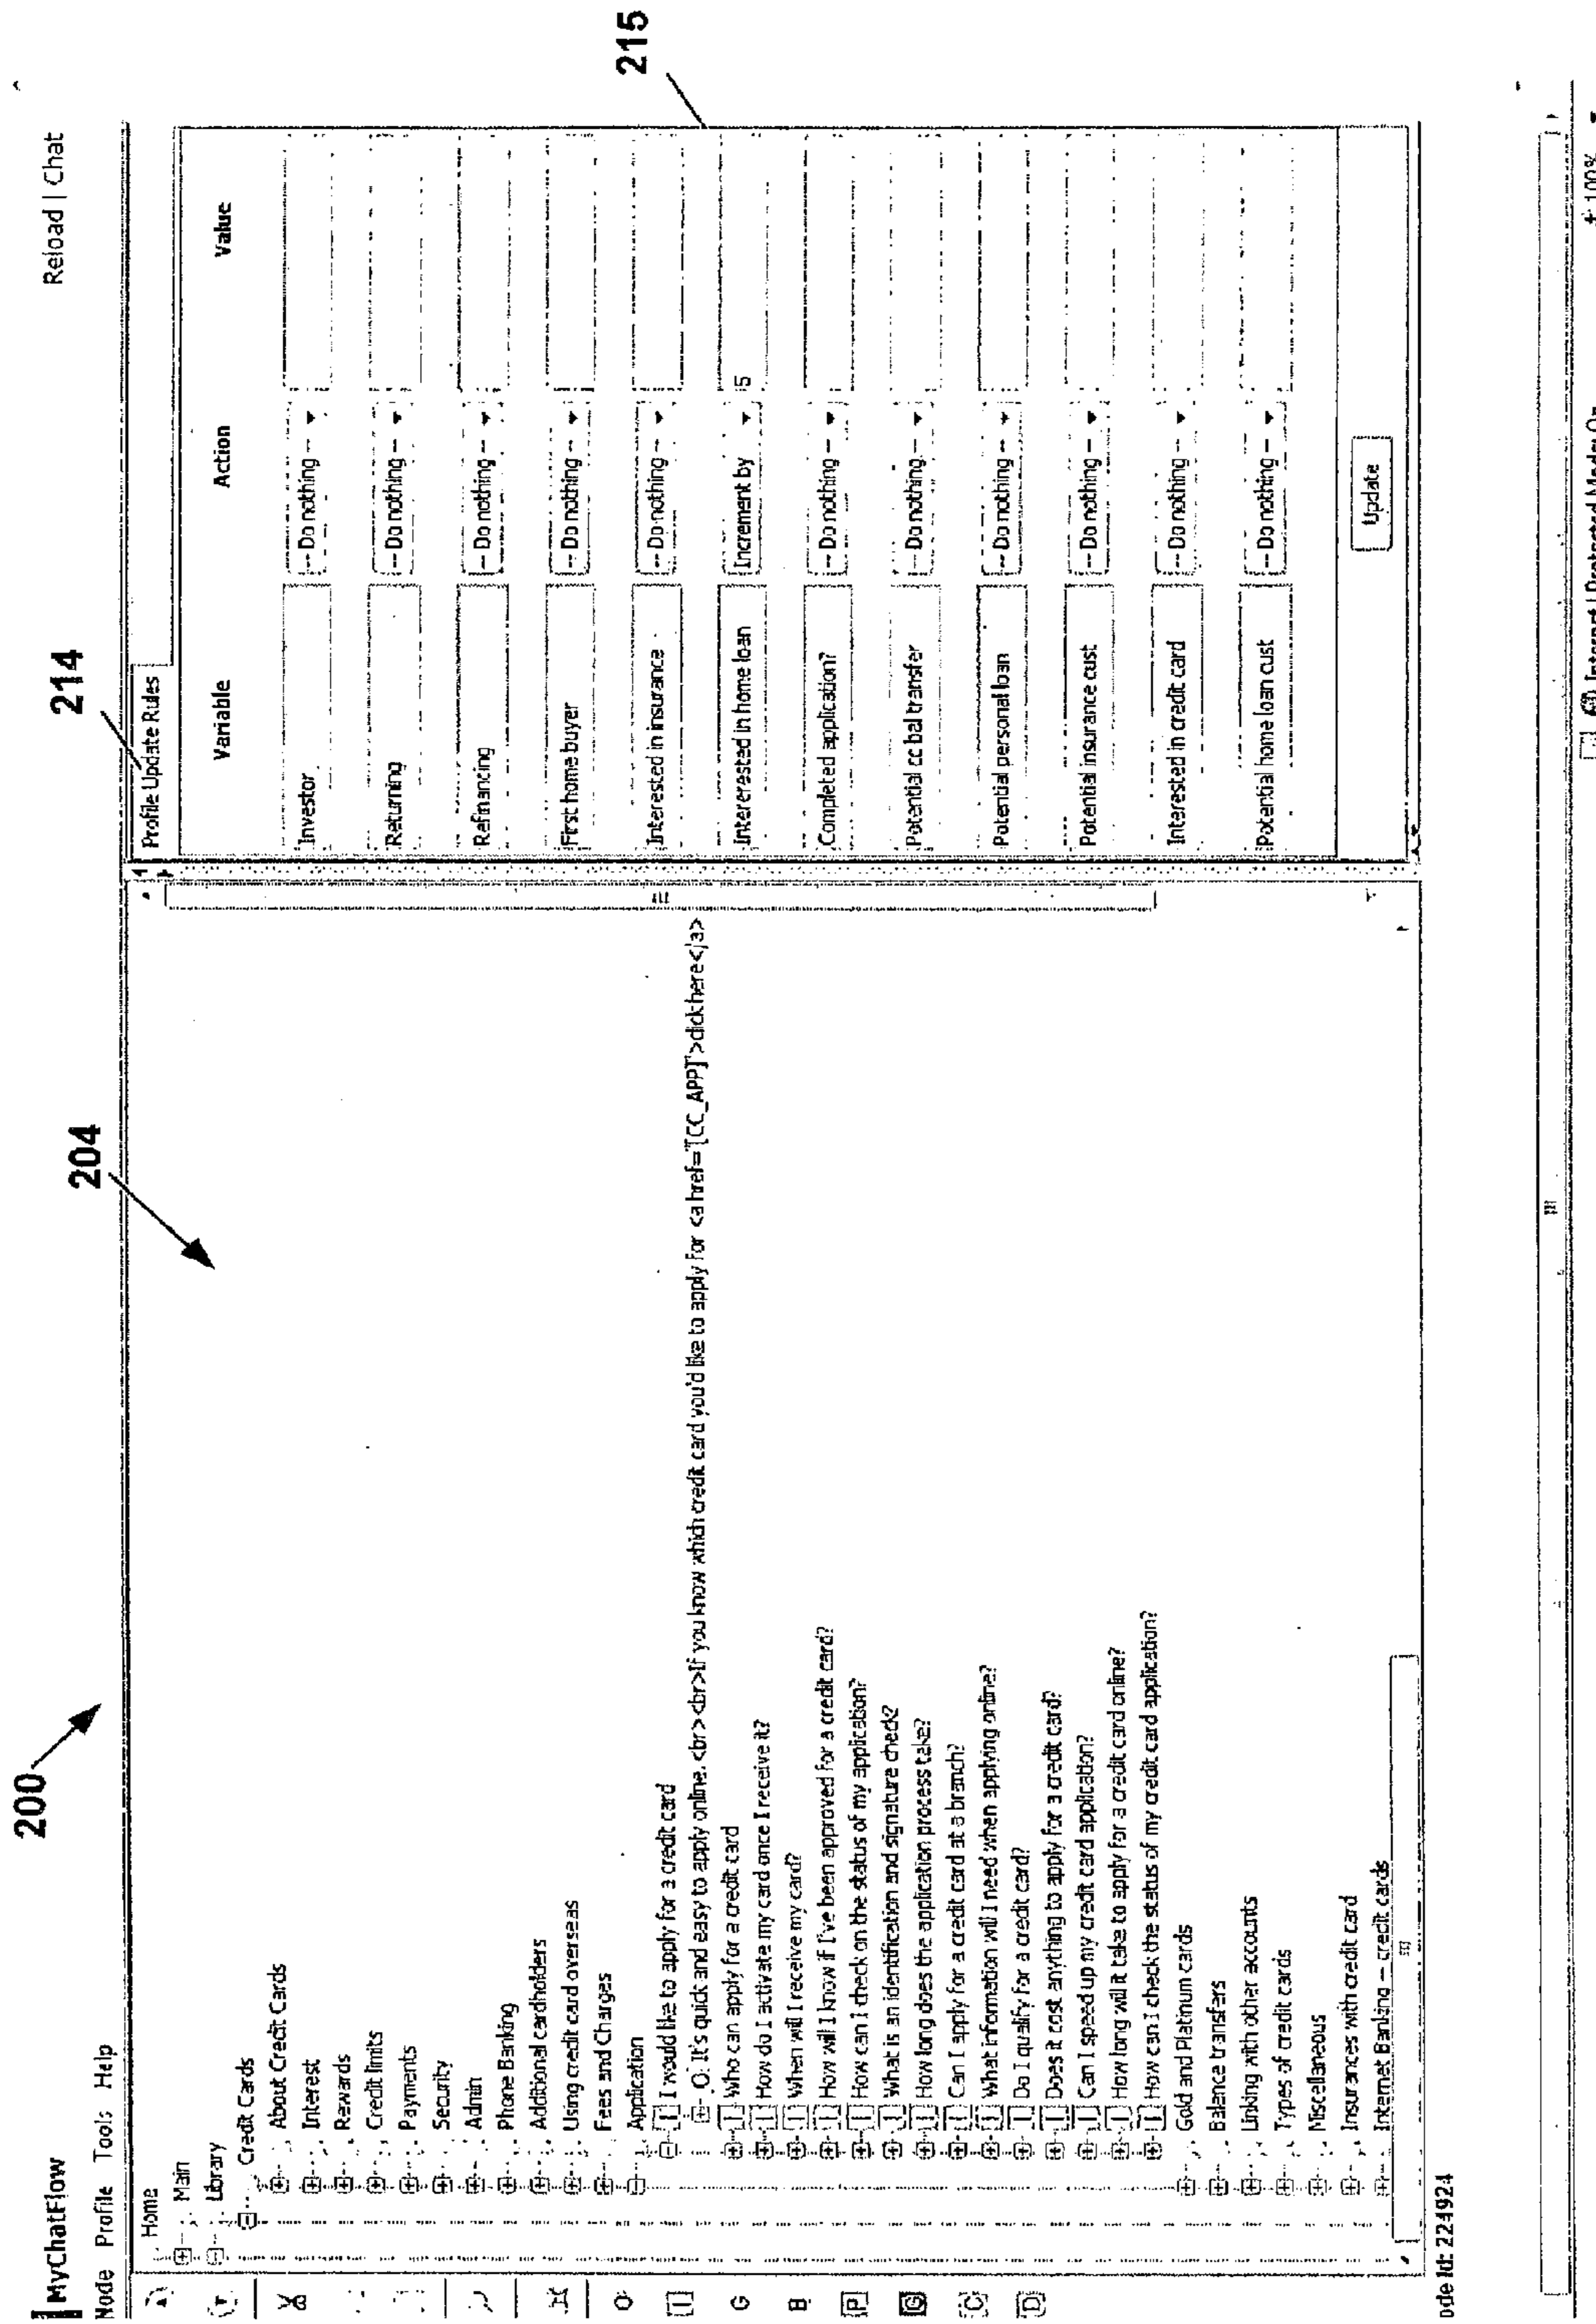 200
204
214
215
MyChatFlow
Reload | Chat
Node Profile Tools Help
Home
Main
Library
Credit Cards
About Credit Cards
Interest
Rewards
Credit limits
Payments
Security
Admin
Phone Banking
Additional cardholders
Using credit card overseas
Fees and Charges
Application
[I] I would like to apply for a credit card
O: It's quick and easy to apply online. <br><br>If you know which credit card you'd like to apply for <a href='[CC_APP]'>click here</a>
[I] Who can apply for a credit card
[I] How do I activate my card once I receive it?
[I] When will I receive my card?
[I] How will I know if I've been approved for a credit card?
[I] How can I check on the status of my application?
[I] What is an identification and signature check?
[I] How long does the application process take?
[I] Can I apply for a credit card at a branch?
[I] What information will I need when applying online?
[I] Do I qualify for a credit card?
[I] Does it cost anything to apply for a credit card?
[I] Can I speed up my credit card application?
[I] How long will it take to apply for a credit card online?
[I] How can I check the status of my credit card application?
Gold and Platinum cards
Balance transfers
Linking with other accounts
Types of credit cards
Miscellaneous
Insurances with credit card
Internet Banking — credit cards
Profile Update Rules
Variable Action Value
Investor -- Do nothing --
Returning -- Do nothing --
Refinancing -- Do nothing --
First home buyer -- Do nothing --
Interested in insurance -- Do nothing --
Intererested in home loan Increment by 5
Completed application? -- Do nothing --
Potential cc bal transfer -- Do nothing --
Potential personal loan -- Do nothing --
Potential insurance cust -- Do nothing --
Interested in credit card -- Do nothing --
Potential home loan cust -- Do nothing --
Update
ode Id: 224924
Internet | Protected Mode: On
100%